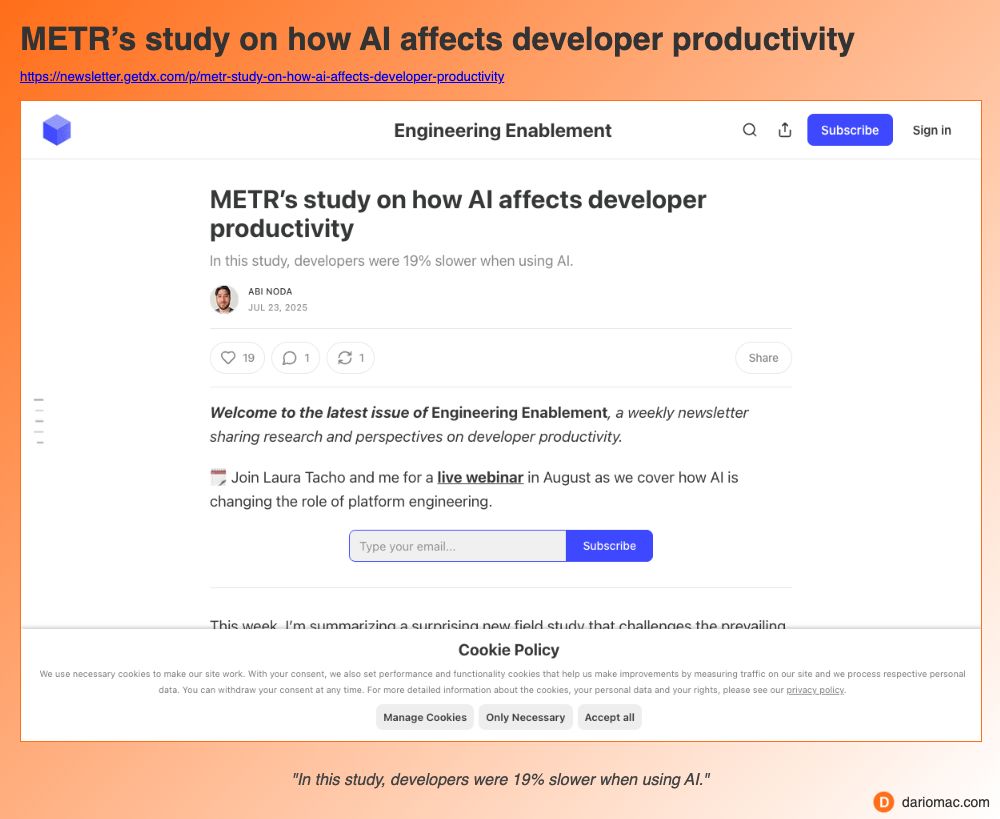 METR’s study on how AI affects developer productivity
https://newsletter.getdx.com/p/metr-study-on-how-ai-affects-developer-productivity
Engineering Enablement
Subscribe
Sign in
METR’s study on how AI affects developer
productivity
In this study, developers were 19% slower when using AI.
ABI NODA
JUL 23, 2025
19
1
1
Share
Welcome to the latest issue of Engineering Enablement, a weekly newsletter
sharing research and perspectives on developer productivity.
🗓 Join Laura Tacho and me for a live webinar in August as we cover how AI is
changing the role of platform engineering.
Type your email...
Subscribe
This week, I’m summarizing a surprising new field study that challenges the prevailing
Cookie Policy
We use necessary cookies to make our site work. With your consent, we also set performance and functionality cookies that help us make improvements by measuring traffic on our site and we process respective personal
data. You can withdraw your consent at any time. For more detailed information about the cookies, your personal data and your rights, please see our privacy policy.
Manage Cookies
Only Necessary
Accept all
"In this study, developers were 19% slower when using AI."
D
dariomac.com